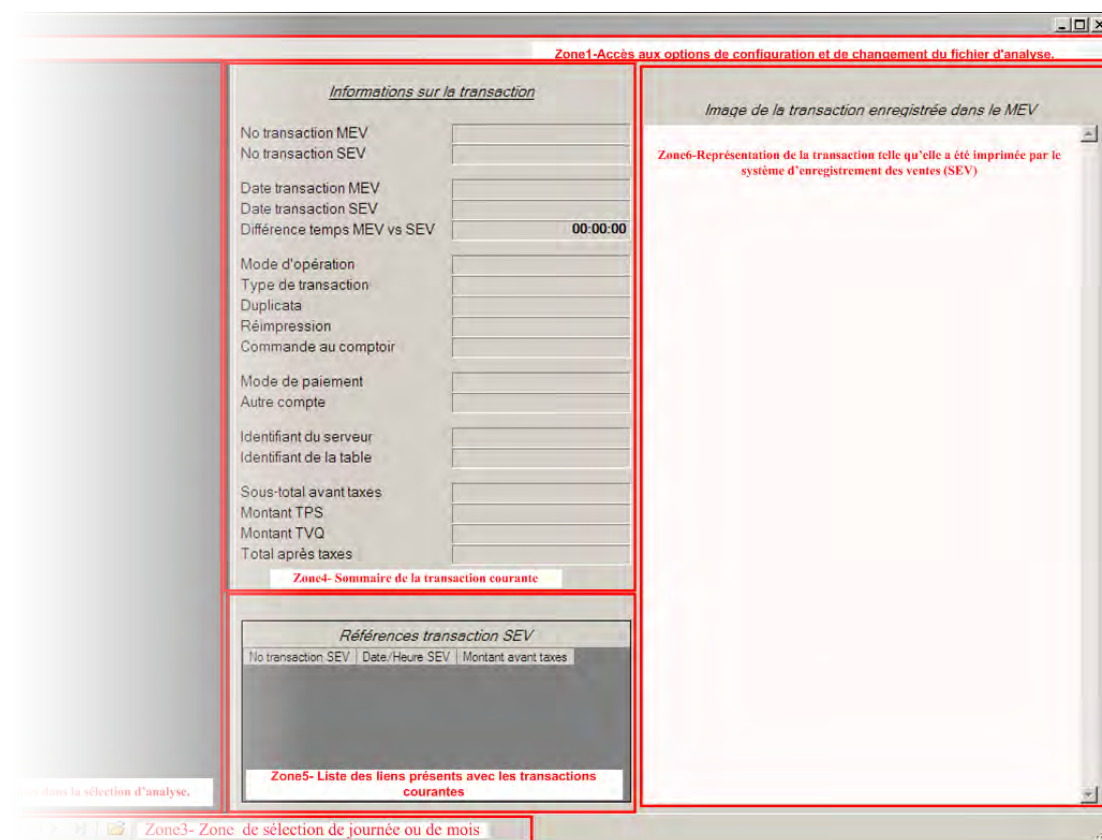 Zone1-Accès aux options de configuration et de changement du fichier d'analyse.
Informations sur la transaction
No transaction MEV
No transaction SEV
Date transaction MEV
Date transaction SEV
Différence temps MEV vs SEV 00:00:00
Mode d'opération
Type de transaction
Duplicata
Réimpression
Commande au comptoir
Mode de paiement
Autre compte
Identifiant du serveur
Identifiant de la table
Sous-total avant taxes
Montant TPS
Montant TVQ
Total après taxes
Zone4- Sommaire de la transaction courante
Références transaction SEV
No transaction SEV Date/Heure SEV Montant avant taxes
Zone5- Liste des liens présents avec les transactions
courantes
Image de la transaction enregistrée dans le MEV
Zone6-Représentation de la transaction telle qu'elle a été imprimée par le
système d'enregistrement des ventes (SEV)
dans la sélection d'analyse.
Zone3- Zone de sélection de journée ou de mois